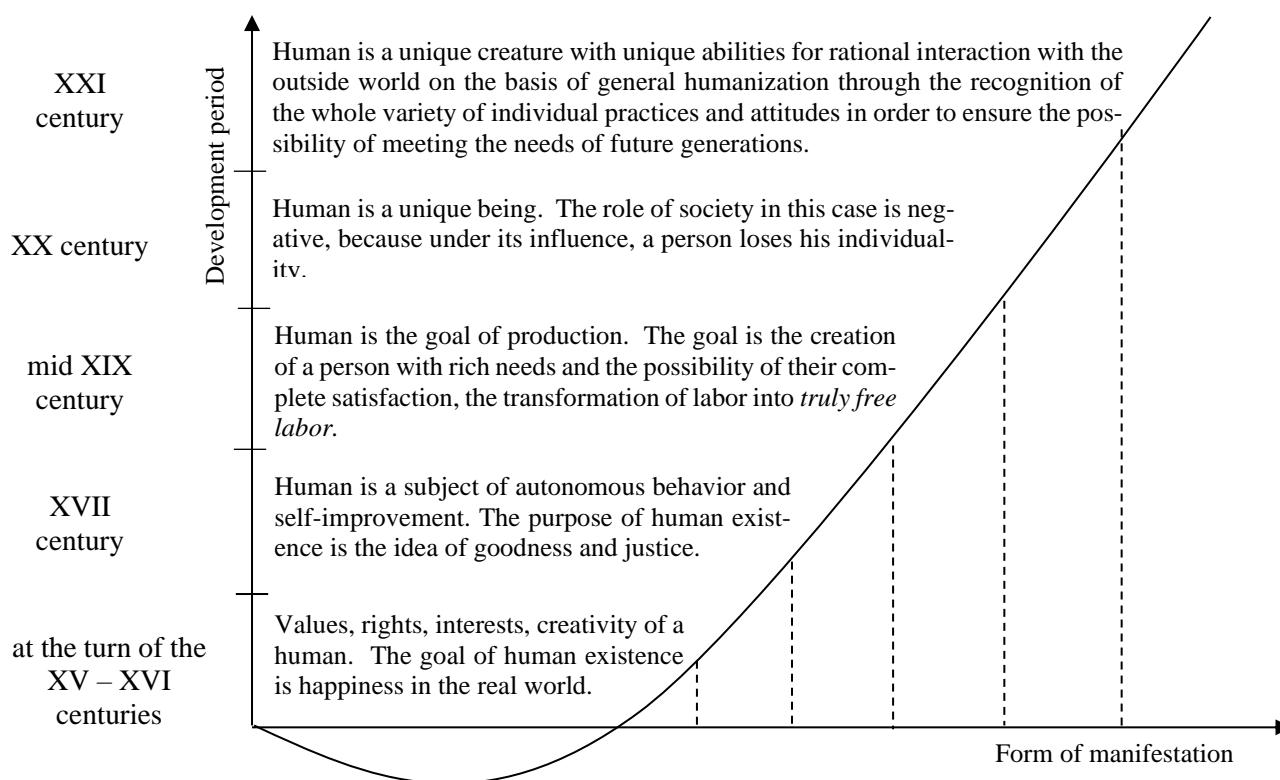 Development period
XXI
century
Human is a unique creature with unique abilities for rational interaction with the
outside world on the basis of general humanization through the recognition of
the whole variety of individual practices and attitudes in order to ensure the pos-
sibility of meeting the needs of future generations.
XX century
Human is a unique being. The role of society in this case is neg-
ative, because under its influence, a person loses his individual-
ity.
mid XIX
century
Human is the goal of production. The goal is the creation
of a person with rich needs and the possibility of their com-
plete satisfaction, the transformation of labor into truly free
labor.
XVII
century
Human is a subject of autonomous behavior and
self-improvement. The purpose of human exist-
ence is the idea of goodness and justice.
at the turn of the
XV – XVI
centuries
Values, rights, interests, creativity of a
human. The goal of human existence
is happiness in the real world.
Form of manifestation